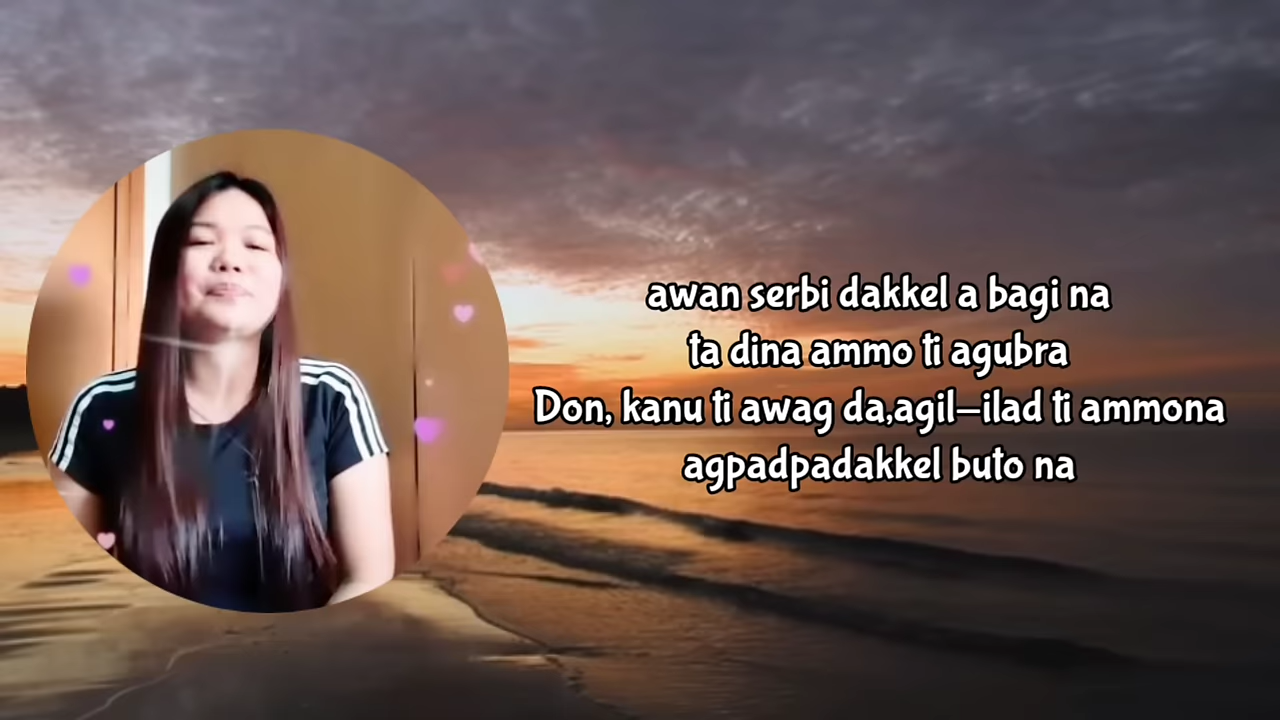 awan serbi dakkel a bagi na
ta dina ammo ti agubra
Don, kanu ti awag da,agil-ilad ti ammona
agpadpadakkel buto na